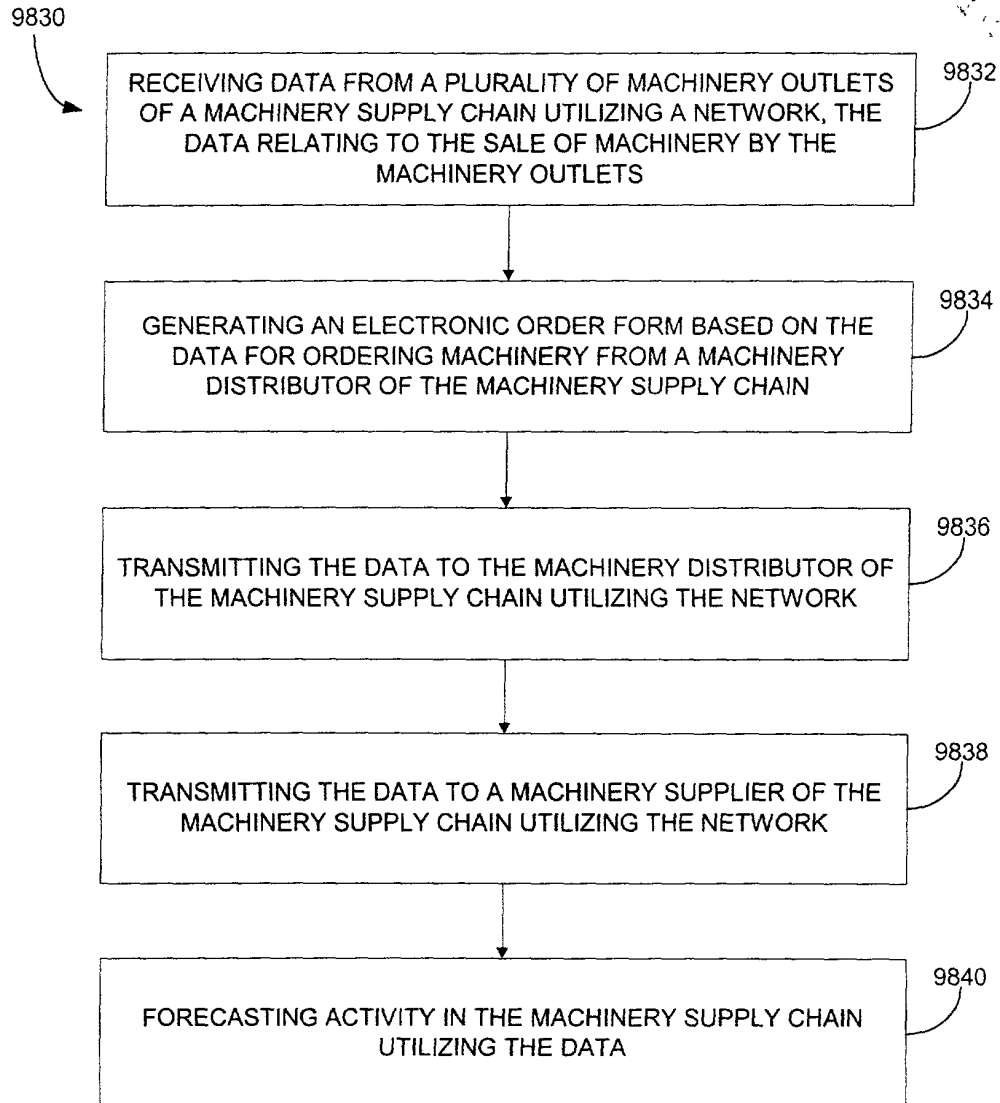 9830
RECEIVING DATA FROM A PLURALITY OF MACHINERY OUTLETS
OF A MACHINERY SUPPLY CHAIN UTILIZING A NETWORK, THE
DATA RELATING TO THE SALE OF MACHINERY BY THE
MACHINERY OUTLETS
9832
GENERATING AN ELECTRONIC ORDER FORM BASED ON THE
DATA FOR ORDERING MACHINERY FROM A MACHINERY
DISTRIBUTOR OF THE MACHINERY SUPPLY CHAIN
9834
TRANSMITTING THE DATA TO THE MACHINERY DISTRIBUTOR OF
THE MACHINERY SUPPLY CHAIN UTILIZING THE NETWORK
9836
TRANSMITTING THE DATA TO A MACHINERY SUPPLIER OF THE
MACHINERY SUPPLY CHAIN UTILIZING THE NETWORK
9838
FORECASTING ACTIVITY IN THE MACHINERY SUPPLY CHAIN
UTILIZING THE DATA
9840